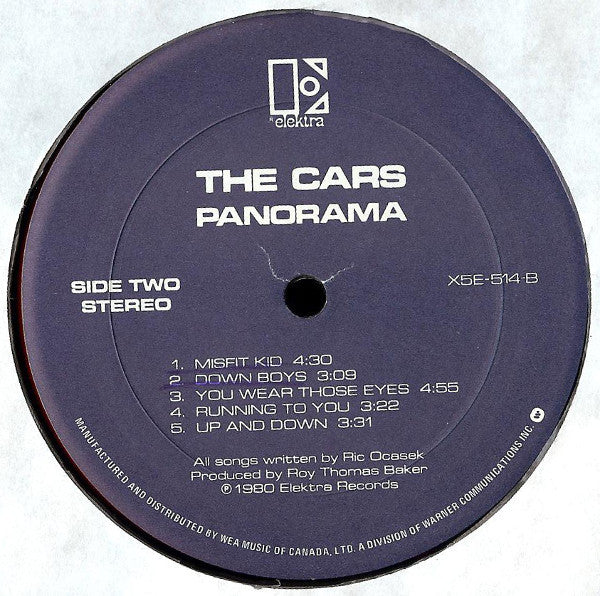 elektra
THE CARS
PANORAMA
SIDE TWO
STEREO
X5E-514-B
1. MISFIT KID 4:30
2. DOWN BOYS 3:09
3. YOU WEAR THOSE EYES 4:55
4. RUNNING TO YOU 3:22
5. UP AND DOWN 3:31
All songs written by Ric Ocasek
Produced by Roy Thomas Baker
℗1980 Elektra Records
MANUFACTURED AND DISTRIBUTED BY WEA MUSIC OF CANADA, LTD. A DIVISION OF WARNER COMMUNICATIONS INC.